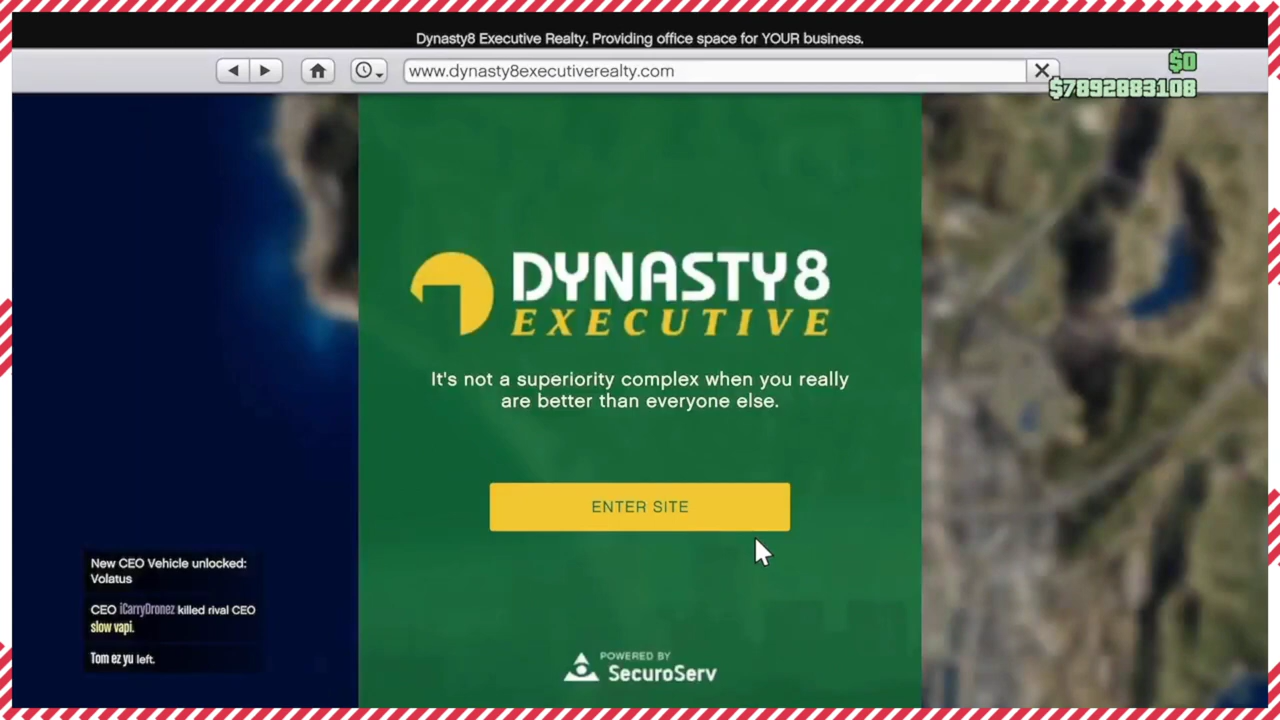 Dynasty8 Executive Realty. Providing office space for YOUR business.
www.dynasty8executiverealty.com
$0
$7892883108
DYNASTY8
EXECUTIVE
It's not a superiority complex when you really
are better than everyone else.
ENTER SITE
New CEO Vehicle unlocked:
Volatus
CEO iCarryDronez killed rival CEO
slow vapi.
Tom ez yu left.
POWERED BY
SecuroServ